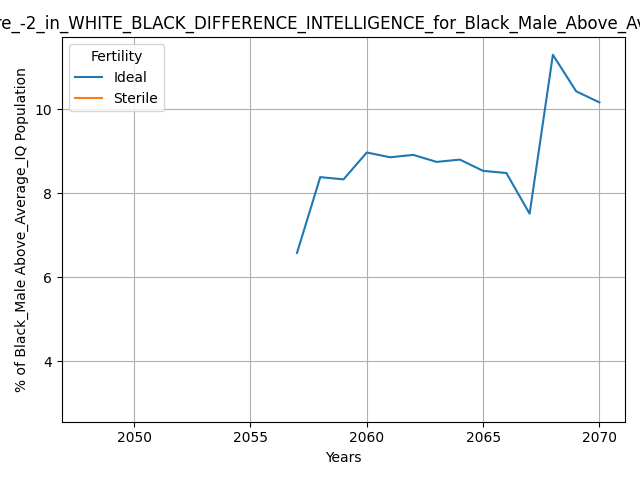 re_-2_in_WHITE_BLACK_DIFFERENCE_INTELLIGENCE_for_Black_Male_Above_Av
Fertility
Ideal
Sterile
% of Black_Male Above_Average_IQ Population
10
8
6
4
2050 2055 2060 2065 2070
Years